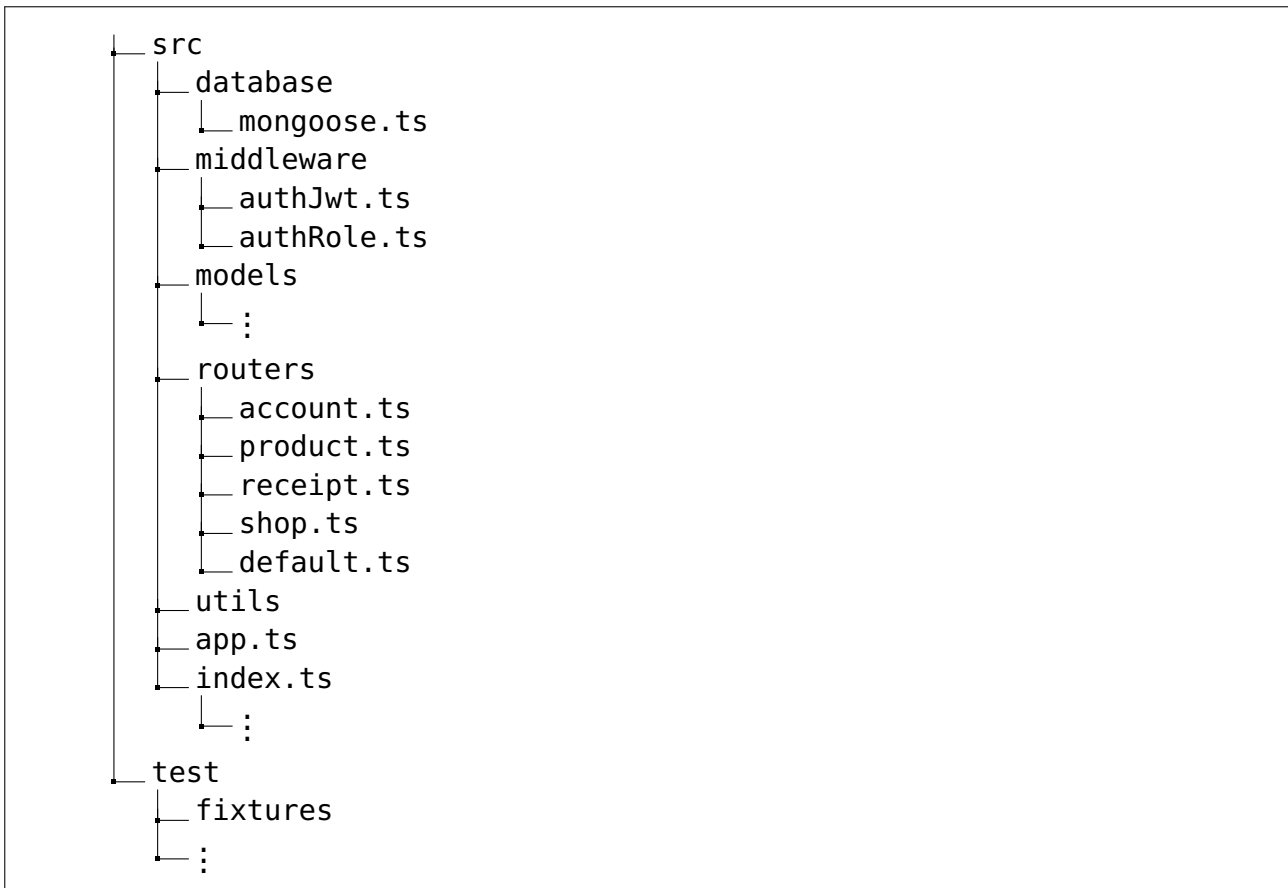 src
database
mongoose.ts
middleware
authJwt.ts
authRole.ts
models
⋮
routers
account.ts
product.ts
receipt.ts
shop.ts
default.ts
utils
app.ts
index.ts
⋮
test
fixtures
⋮